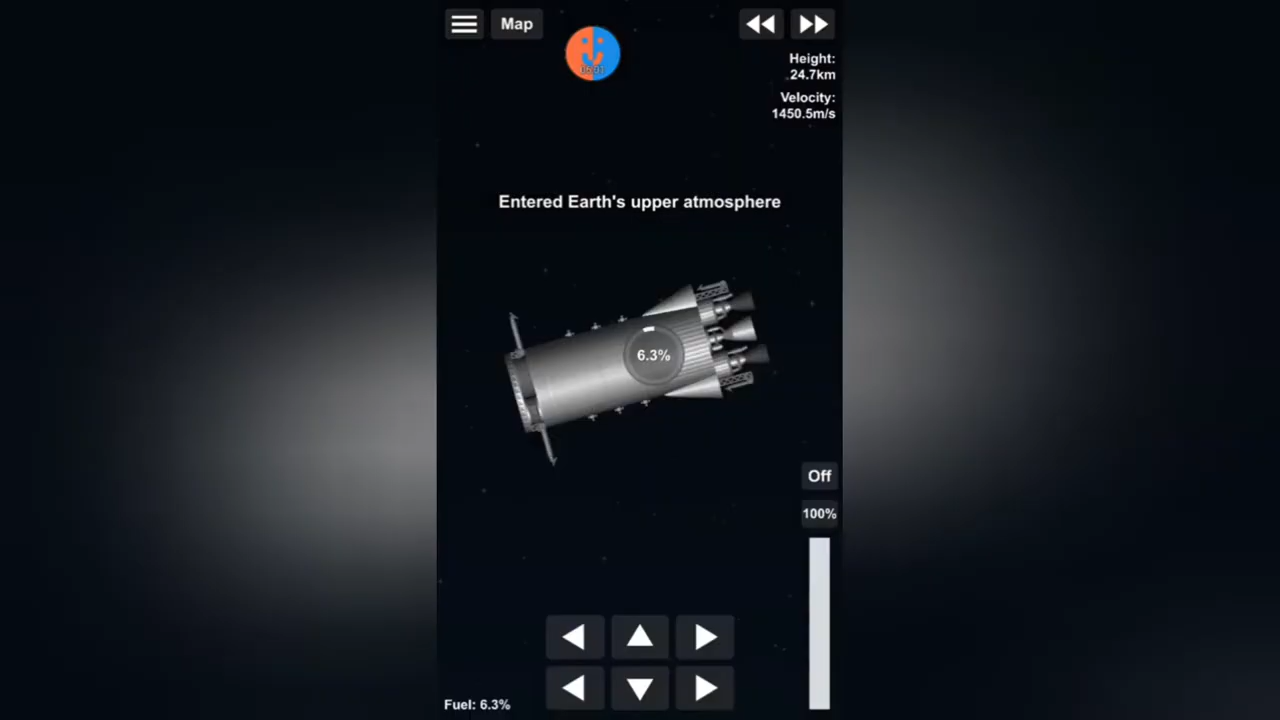 Map
Height:
24.7km
Velocity:
1450.5m/s
Entered Earth's upper atmosphere
6.3%
Off
100%
Fuel: 6.3%